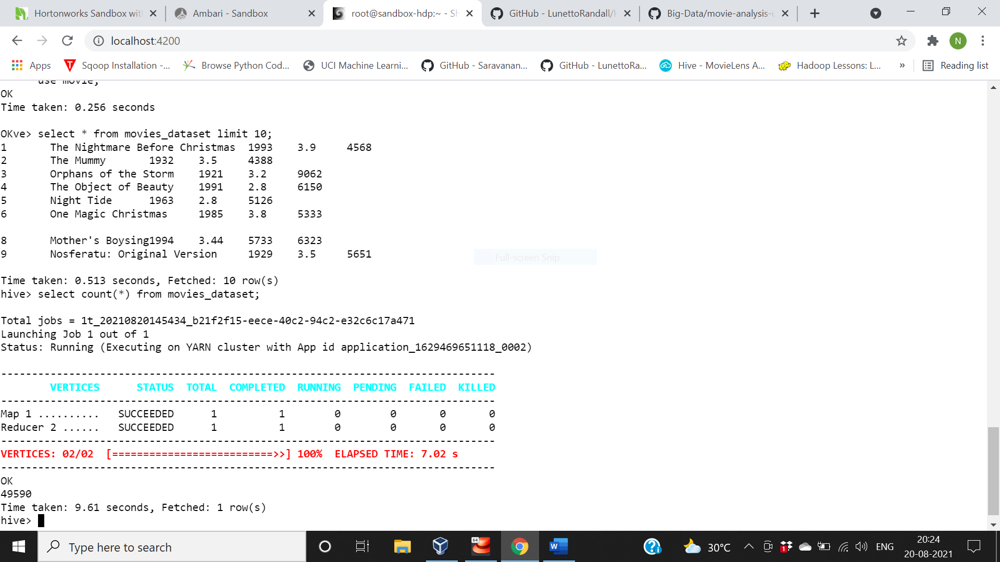 Hortonworks Sandbox wit
Ambari - Sandbox
root@sandbox-hdp:~ - Sh
GitHub - LunettoRandall/H
Big-Data/movie-analysis-u
localhost:4200
N
Apps
Sqoop Installation -...
Browse Python Cod...
UCI Machine Learni...
GitHub - Saravanan...
GitHub - LunettoRa...
Hive - MovieLens A...
Hadoop Lessons: L...
»
Reading list
use movie;
OK
Time taken: 0.256 seconds
OKve> select * from movies_dataset limit 10;
1 The Nightmare Before Christmas 1993 3.9 4568
2 The Mummy 1932 3.5 4388
3 Orphans of the Storm 1921 3.2 9062
4 The Object of Beauty 1991 2.8 6150
5 Night Tide 1963 2.8 5126
6 One Magic Christmas 1985 3.8 5333
8 Mother's Boysing1994 3.44 5733 6323
9 Nosferatu: Original Version 1929 3.5 5651
Full-screen Snip
Time taken: 0.513 seconds, Fetched: 10 row(s)
hive> select count(*) from movies_dataset;
Total jobs = 1t_20210820145434_b21f2f15-eece-40c2-94c2-e32c6c17a471
Launching Job 1 out of 1
Status: Running (Executing on YARN cluster with App id application_1629469651118_0002)
--------------------------------------------------------------------------------
VERTICES STATUS TOTAL COMPLETED RUNNING PENDING FAILED KILLED
--------------------------------------------------------------------------------
Map 1 .......... SUCCEEDED 1 1 0 0 0 0
Reducer 2 ...... SUCCEEDED 1 1 0 0 0 0
--------------------------------------------------------------------------------
VERTICES: 02/02 [==========================>>] 100% ELAPSED TIME: 7.02 s
--------------------------------------------------------------------------------
OK
49590
Time taken: 9.61 seconds, Fetched: 1 row(s)
hive>
Type here to search
64
W
30°C
1
ENG
20:24
20-08-2021